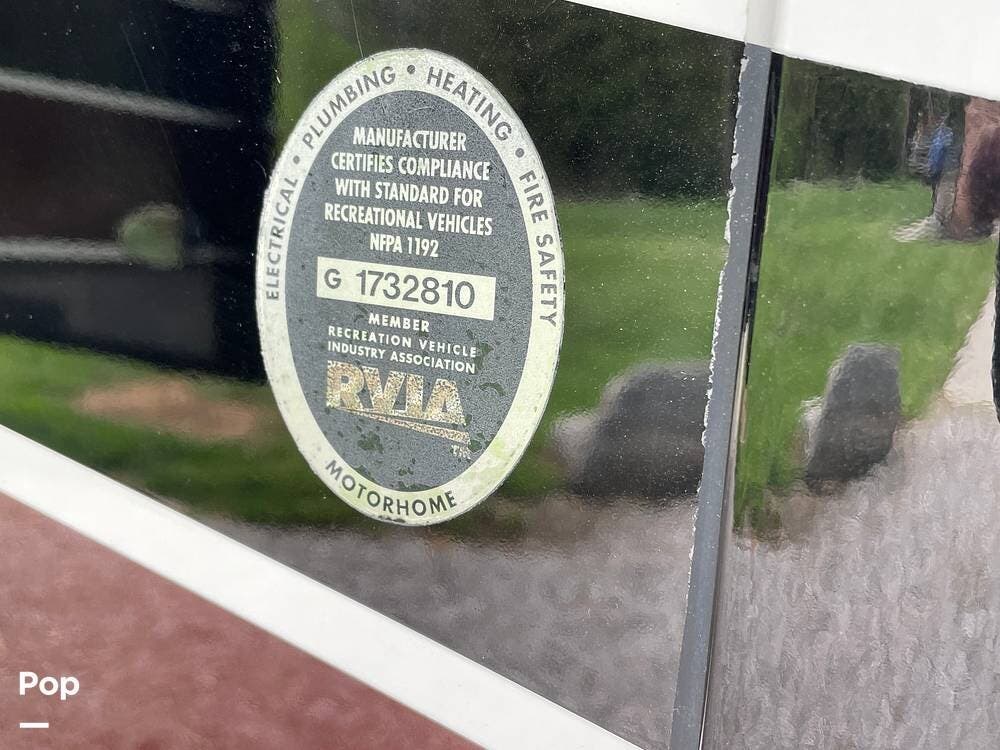 ELECTRICAL • PLUMBING • HEATING • FIRE SAFETY
MANUFACTURER
CERTIFIES COMPLIANCE
WITH STANDARD FOR
RECREATIONAL VEHICLES
NFPA 1192
G 1732810
MEMBER
RECREATION VEHICLE
INDUSTRY ASSOCIATION
RVIA
TM
MOTORHOME
Pop